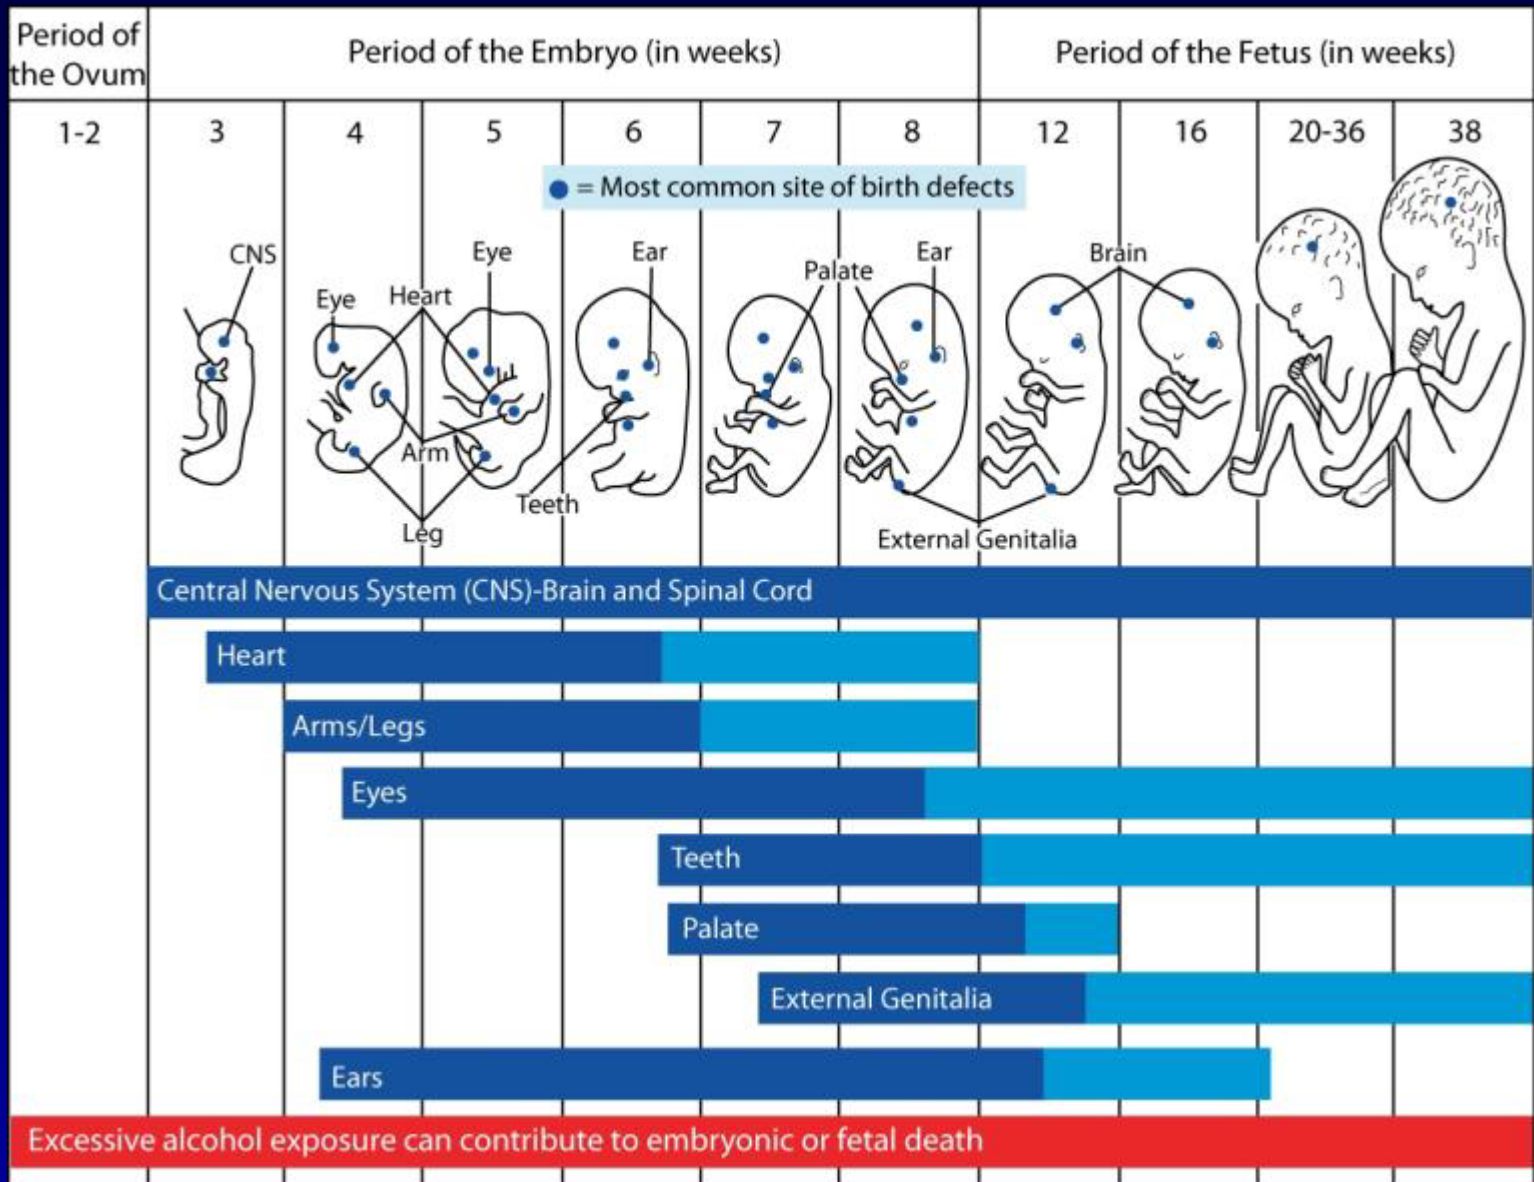 Period of
the Ovum
Period of the Embryo (in weeks)
Period of the Fetus (in weeks)
1-2
3
4
5
6
7
8
12
16
20-36
38
= Most common site of birth defects
CNS
Eye
Heart
Eye
Ear
Palate
Ear
Brain
Arm
Leg
Teeth
External Genitalia
Central Nervous System (CNS)-Brain and Spinal Cord
Heart
Arms/Legs
Eyes
Teeth
Palate
External Genitalia
Ears
Excessive alcohol exposure can contribute to embryonic or fetal death